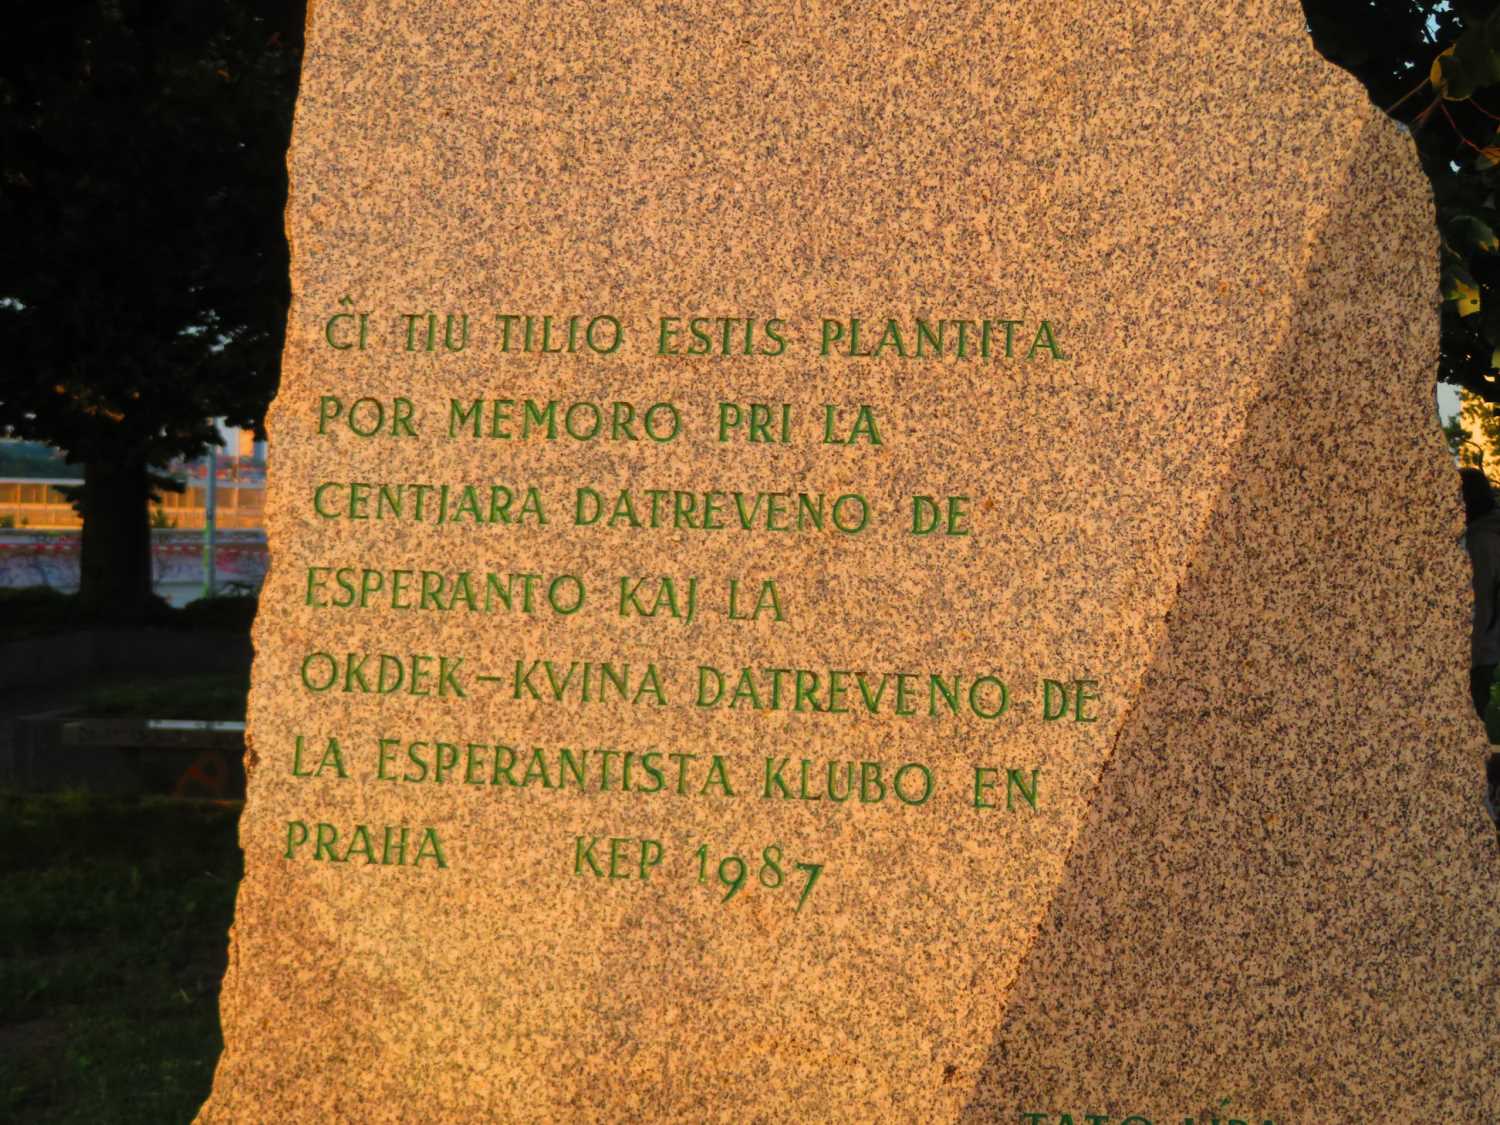 ĈI TIU TILIO ESTIS PLANTITA
POR MEMORO PRI LA
CENTJARA DATREVENO DE
ESPERANTO KAJ LA
OKDEK-KVINA DATREVENO DE
LA ESPERANTISTA KLUBO EN
PRAHA KEP 1987
TATO